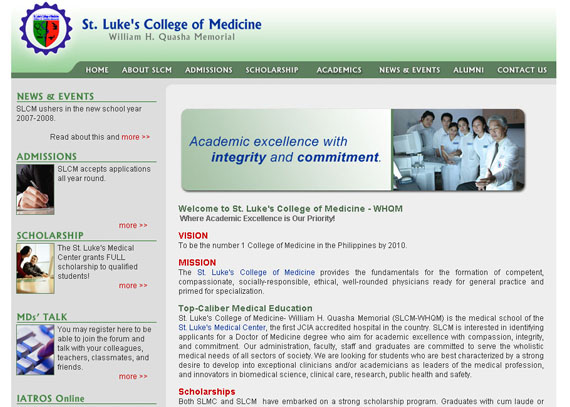 St. Luke's College of Medicine
William H. Quasha Memorial
HOME ABOUT SLCM ADMISSIONS SCHOLARSHIP ACADEMICS NEWS & EVENTS ALUMNI CONTACT US
NEWS & EVENTS
SLCM ushers in the new school year
2007-2008.
Read about this and more >>
ADMISSIONS
SLCM accepts applications
all year round.
more >>
SCHOLARSHIP
The St. Luke's Medical
Center grants FULL
scholarship to qualified
students!
more >>
MDs' TALK
You may register here to be
able to join the forum and
talk with your colleagues,
teachers, classmates, and
friends.
more >>
IATROS Online
Academic excellence with
integrity and commitment.
Welcome to St. Luke's College of Medicine - WHQM
Where Academic Excellence is Our Priority!
VISION
To be the number 1 College of Medicine in the Philippines by 2010.
MISSION
The St. Luke's College of Medicine provides the fundamentals for the formation of competent,
compassionate, socially-responsible, ethical, well-rounded physicians ready for general practice and
primed for specialization.
Top-Caliber Medical Education
St. Luke's College of Medicine- William H. Quasha Memorial (SLCM-WHQM) is the medical school of the
St. Luke's Medical Center, the first JCIA accredited hospital in the country. SLCM is interested in identifying
applicants for a Doctor of Medicine degree who aim for academic excellence with compassion, integrity,
and commitment. Our administration, faculty, staff and graduates are committed to serve the wholistic
medical needs of all sectors of society. We are looking for students who are best characterized by a strong
desire to develop into exceptional clinicians and/or academicians as leaders of the medical profession,
and innovators in biomedical science, clinical care, research, public health and safety.
Scholarships
Both SLMC and SLCM have embarked on a strong scholarship program. Graduates with cum laude or